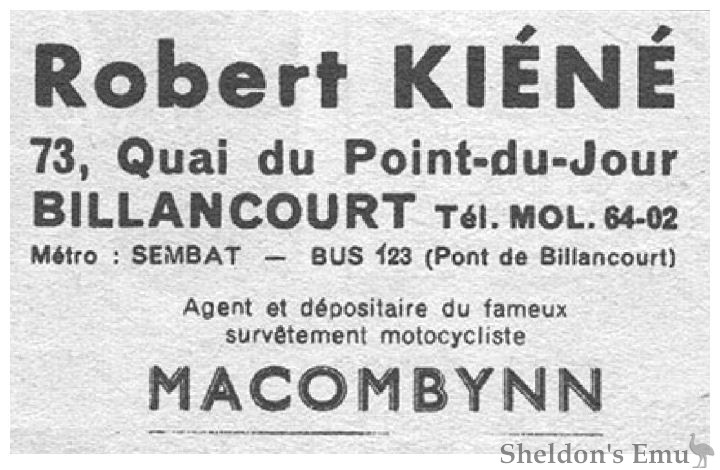 Robert KIÉNÉ
73, Quai du Point-du-Jour
BILLANCOURT Tél. MOL. 64-02
Métro : SEMBAT — BUS 123 (Pont de Billancourt)
Agent et dépositaire du fameux
survêtement motocycliste
MACOMBYNN
Sheldon's Emu